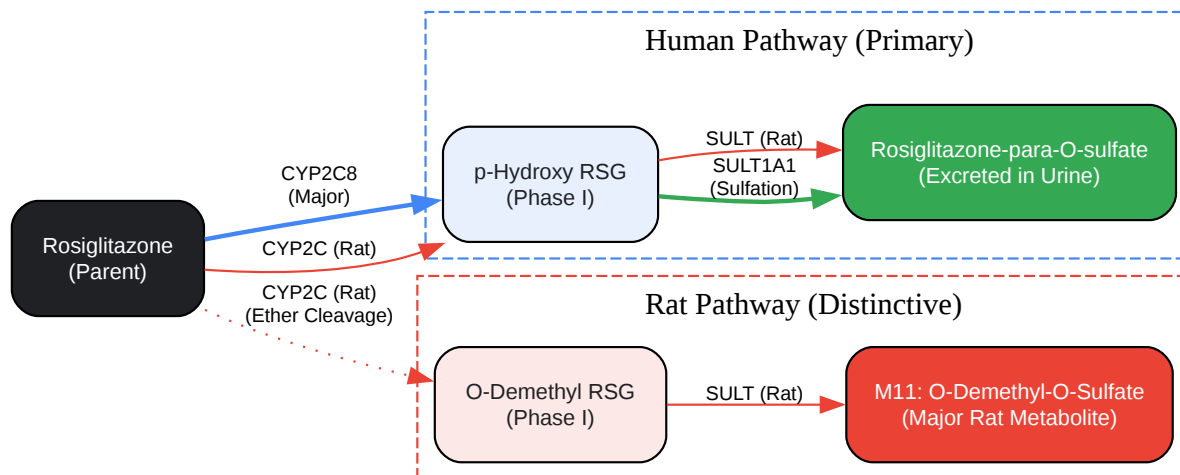 Human Pathway (Primary)
CYP2C8
(Major)
SULT (Rat)
SULT1A1
(Sulfation)
p-Hydroxy RSG
(Phase I)
Rosiglitazone-para-O-sulfate
(Excreted in Urine)
Rosiglitazone
(Parent)
CYP2C (Rat)
CYP2C (Rat)
(Ether Cleavage)
Rat Pathway (Distinctive)
O-Demethyl RSG
(Phase I)
SULT (Rat)
M11: O-Demethyl-O-Sulfate
(Major Rat Metabolite)